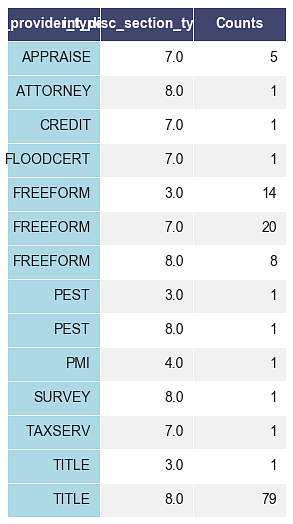 _provider_typ disc_section_ty Counts
APPRAISE 7.0 5
ATTORNEY 8.0 1
CREDIT 7.0 1
FLOODCERT 7.0 1
FREEFORM 3.0 14
FREEFORM 7.0 20
FREEFORM 8.0 8
PEST 3.0 1
PEST 8.0 1
PMI 4.0 1
SURVEY 8.0 1
TAXSERV 7.0 1
TITLE 3.0 1
TITLE 8.0 79